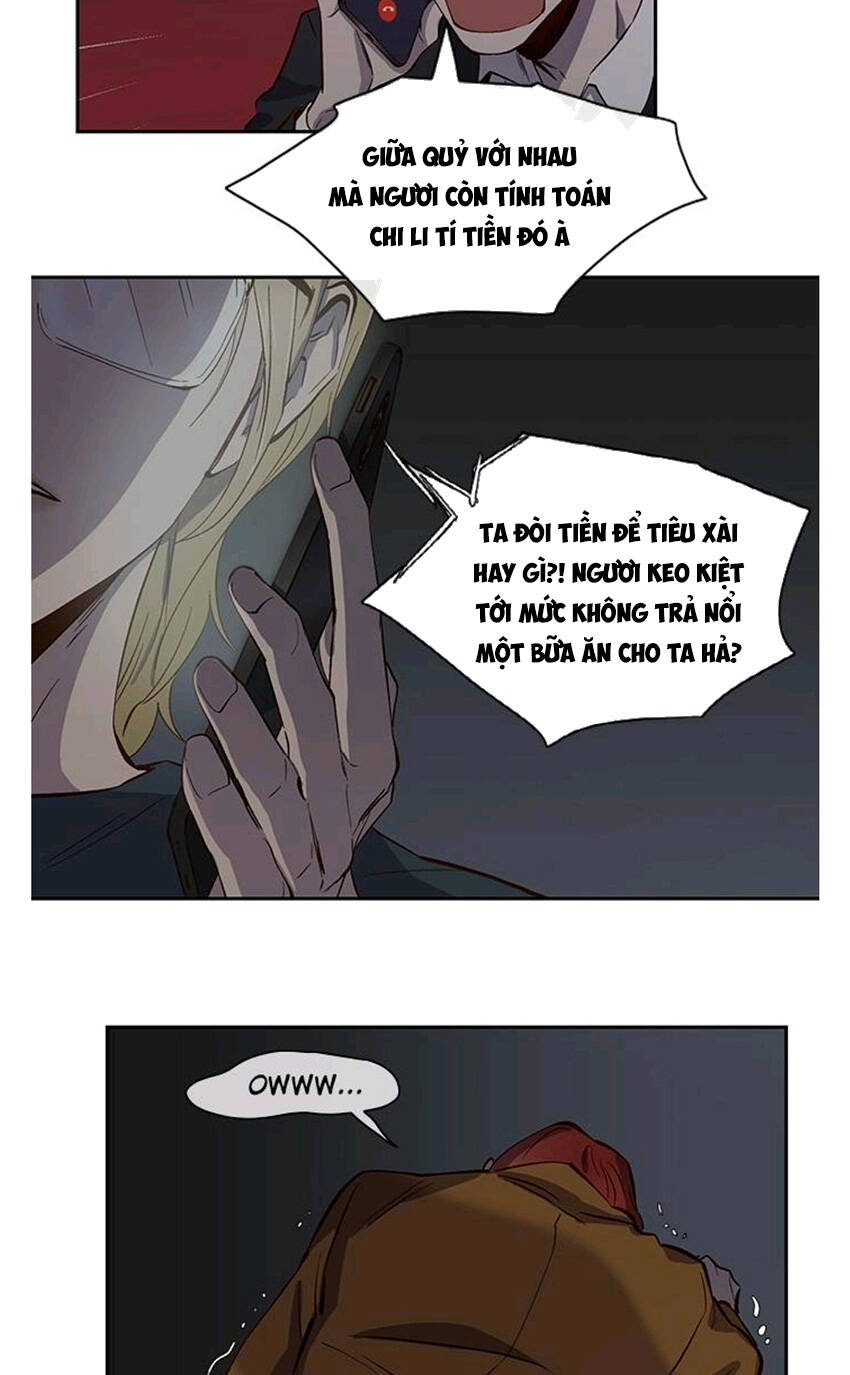 GIỮA QUỶ VỚI NHAU
MÀ NGƯƠI CÒN TÍNH TOÁN
CHI LI TÍ TIỀN ĐÓ À
TA ĐÒI TIỀN ĐỂ TIÊU XÀI
HAY GÌ?! NGƯƠI KEO KIỆT
TỚI MỨC KHÔNG TRẢ NỔI
MỘT BỮA ĂN CHO TA HẢ?
OWWW...